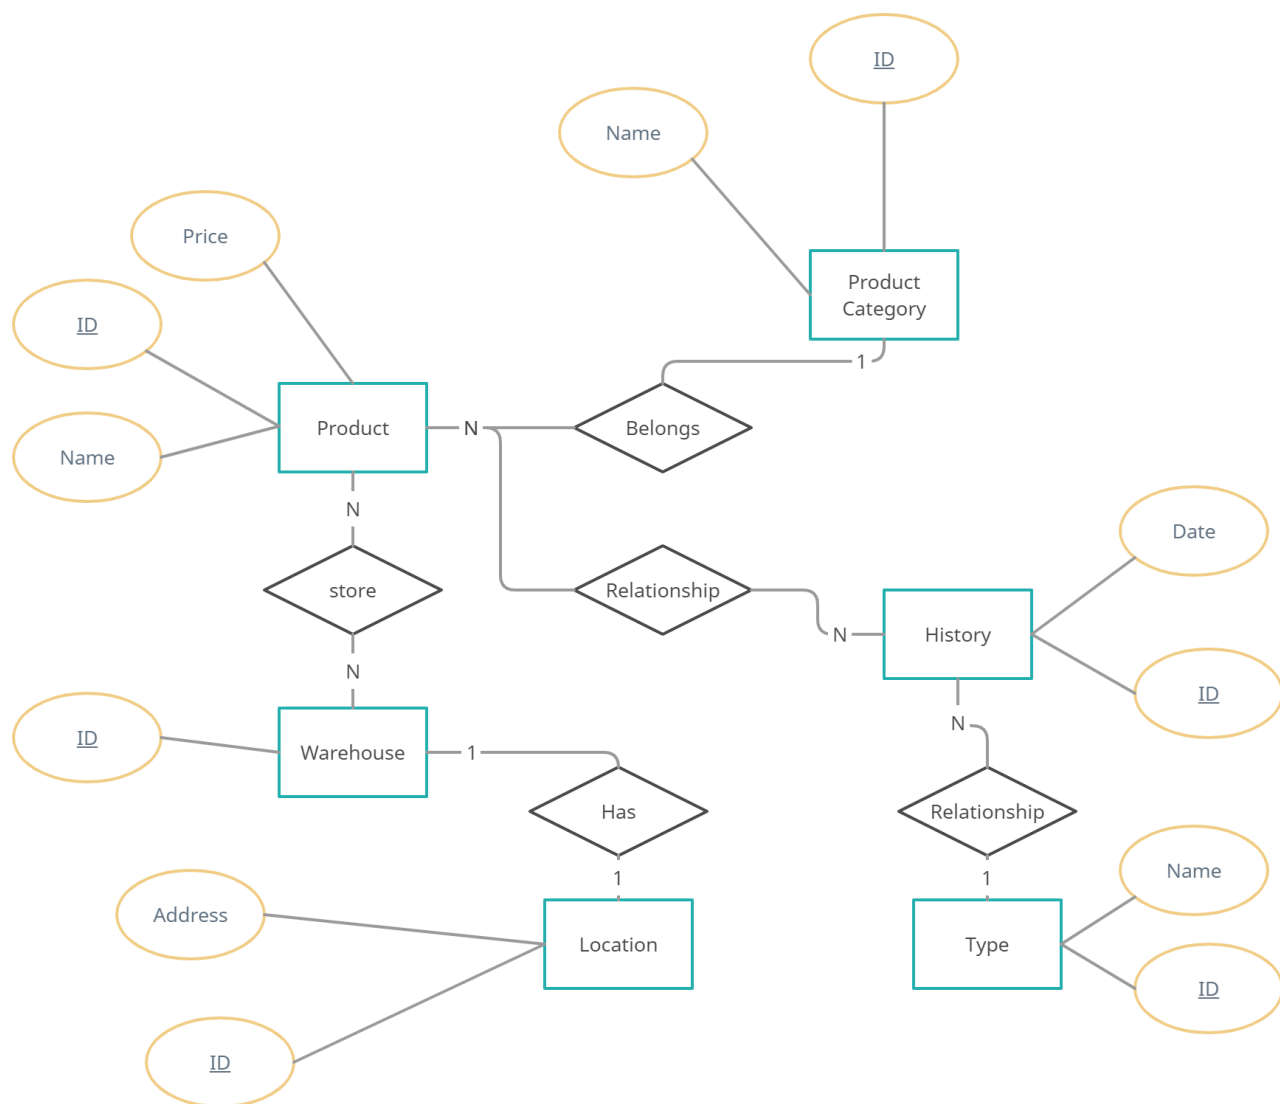 ID
Name
Price
Product
Category
ID
1
Product
N
Belongs
Name
N
Date
store
Relationship
N
History
N
ID
N
ID
Warehouse
1
Has
Relationship
1
1
Name
Address
Location
Type
ID
ID